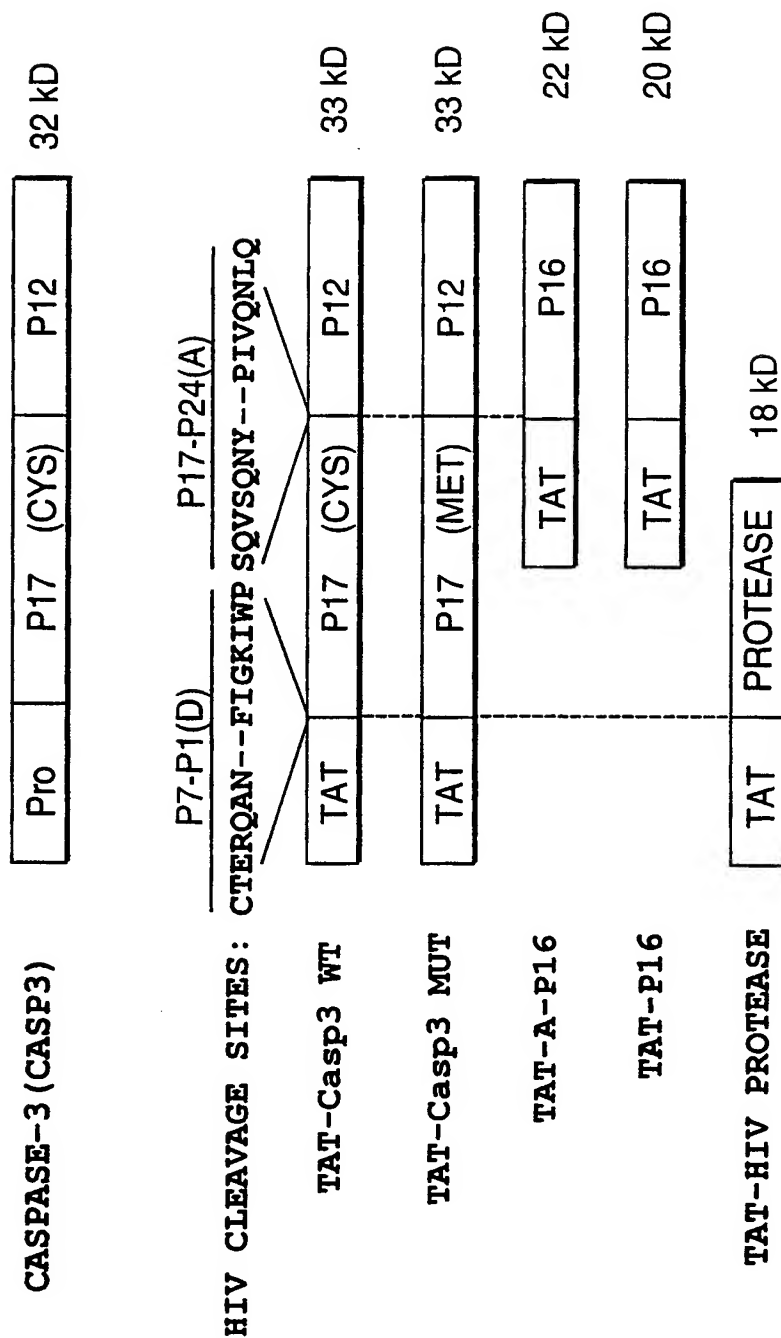 CASPASE-3 (CASP3)
Pro P17 (CYS) P12 32 kD
P7-P1(D) P17-P24(A)
HIV CLEAVAGE SITES: CTERQAN--FIGKIWP SQVSQNY--PIVQNLQ
TAT-Casp3 WT TAT P17 (CYS) P12 33 kD
TAT-Casp3 MUT TAT P17 (MET) P12 33 kD
TAT-A-P16 TAT P16 22 kD
TAT-P16 TAT P16 20 kD
TAT-HIV PROTEASE TAT PROTEASE 18 kD